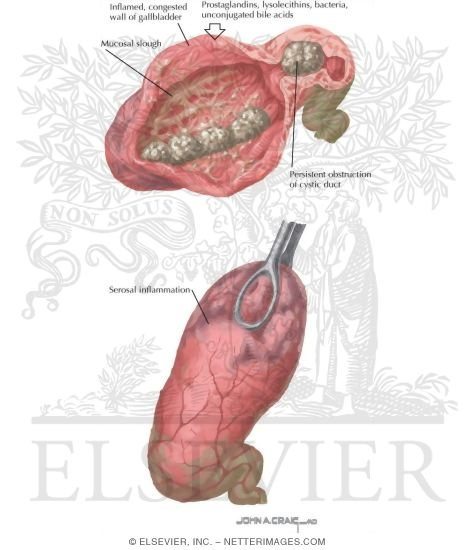 Inflamed, congested
wall of gallbladder
Prostaglandins, lysolecithins, bacteria,
unconjugated bile acids
Mucosal slough
Persistent obstruction
of cystic duct
NON SOLUS
Serosal inflammation
ELSEVIER
JOHN A. CRAIG, MD
© ELSEVIER, INC. – NETTERIMAGES.COM